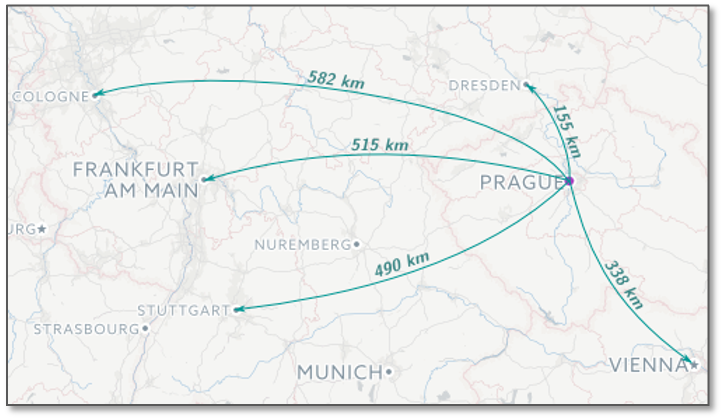 582 km
DRESDEN
COLOGNE
155 km
515 km
FRANKFURT
AM MAIN
PRAGUE
URG
NUREMBERG
490 km
338 km
STUTTGART
STRASBOURG
VIENNA
MUNICH